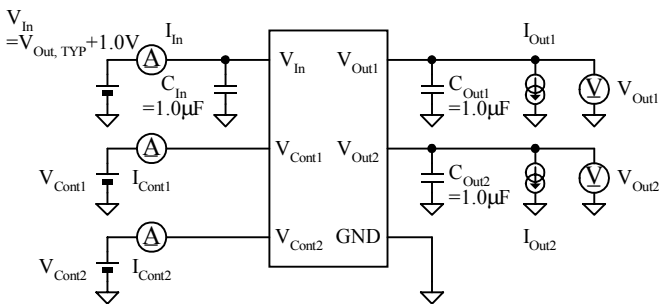 V_In
=V_Out, TYP+1.0V
I_In
A
C_In
=1.0μF
V_In
V_Out1
C_Out1
=1.0μF
I_Out1
V
V_Out1
V_Cont1
A
I_Cont1
V_Cont1
V_Out2
C_Out2
=1.0μF
I_Out2
V
V_Out2
V_Cont2
A
I_Cont2
V_Cont2
GND